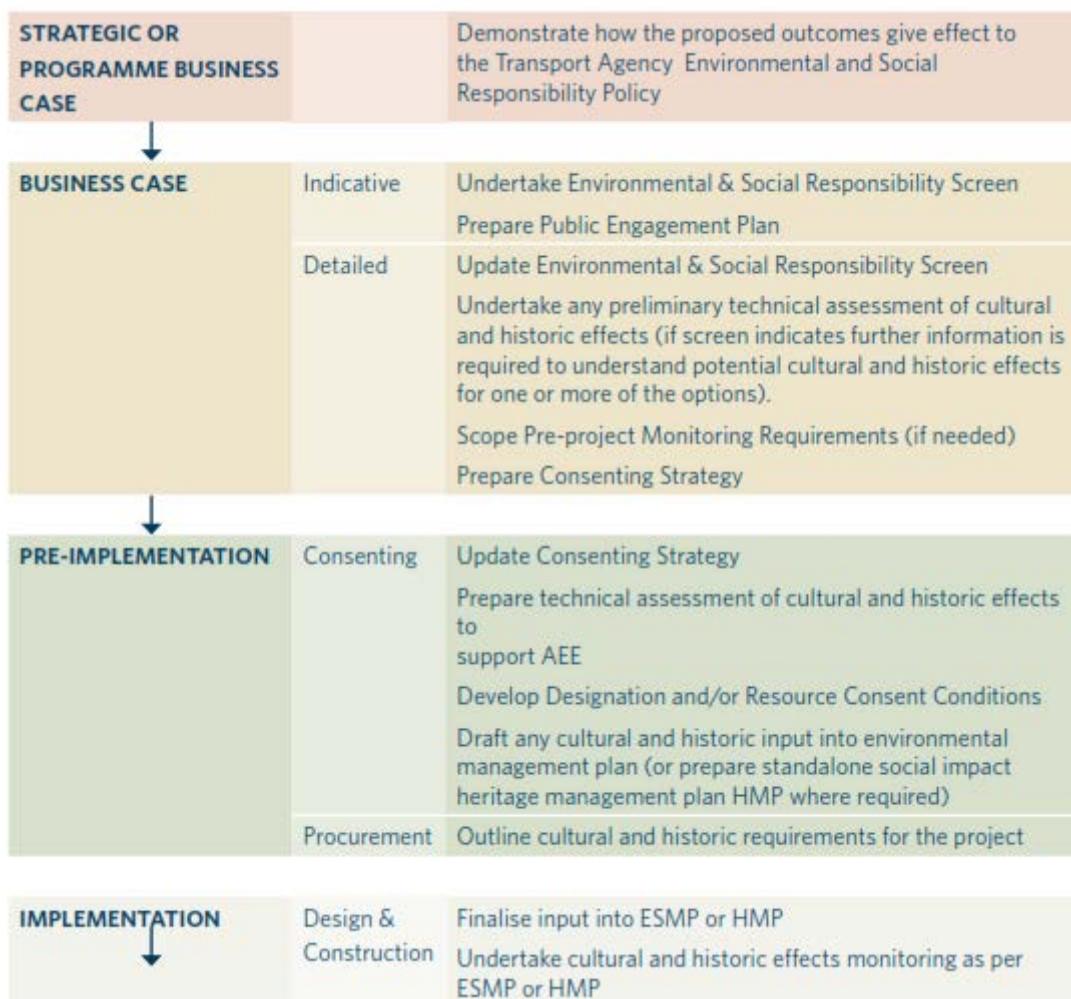 STRATEGIC OR
PROGRAMME BUSINESS
CASE
Demonstrate how the proposed outcomes give effect to
the Transport Agency Environmental and Social
Responsibility Policy
BUSINESS CASE
Indicative
Undertake Environmental & Social Responsibility Screen
Prepare Public Engagement Plan
Detailed
Update Environmental & Social Responsibility Screen
Undertake any preliminary technical assessment of cultural
and historic effects (if screen indicates further information is
required to understand potential cultural and historic effects
for one or more of the options).
Scope Pre-project Monitoring Requirements (if needed)
Prepare Consenting Strategy
PRE-IMPLEMENTATION
Consenting
Update Consenting Strategy
Prepare technical assessment of cultural and historic effects
to
support AEE
Develop Designation and/or Resource Consent Conditions
Draft any cultural and historic input into environmental
management plan (or prepare standalone social impact
heritage management plan HMP where required)
Procurement
Outline cultural and historic requirements for the project
IMPLEMENTATION
Design &
Construction
Finalise input into ESMP or HMP
Undertake cultural and historic effects monitoring as per
ESMP or HMP